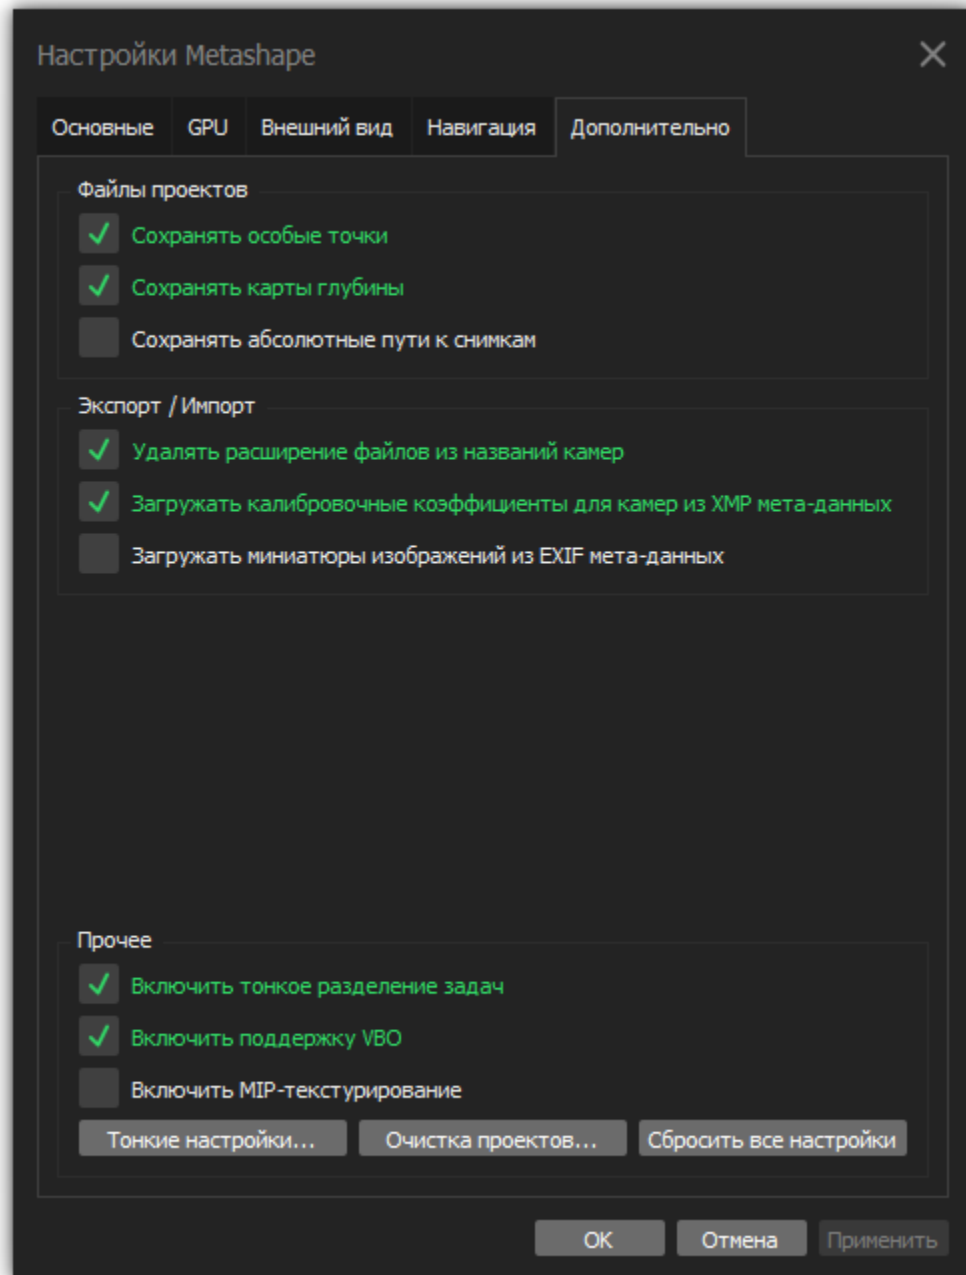 Настройки Metashape
Основные GPU Внешний вид Навигация Дополнительно
Файлы проектов
Сохранять особые точки
Сохранять карты глубины
Сохранять абсолютные пути к снимкам
Экспорт / Импорт
Удалять расширение файлов из названий камер
Загружать калибровочные коэффициенты для камер из XMP мета-данных
Загружать миниатюры изображений из EXIF мета-данных
Прочее
Включить тонкое разделение задач
Включить поддержку VBO
Включить MIP-текстурирование
Тонкие настройки... Очистка проектов... Сбросить все настройки
OK Отмена Применить